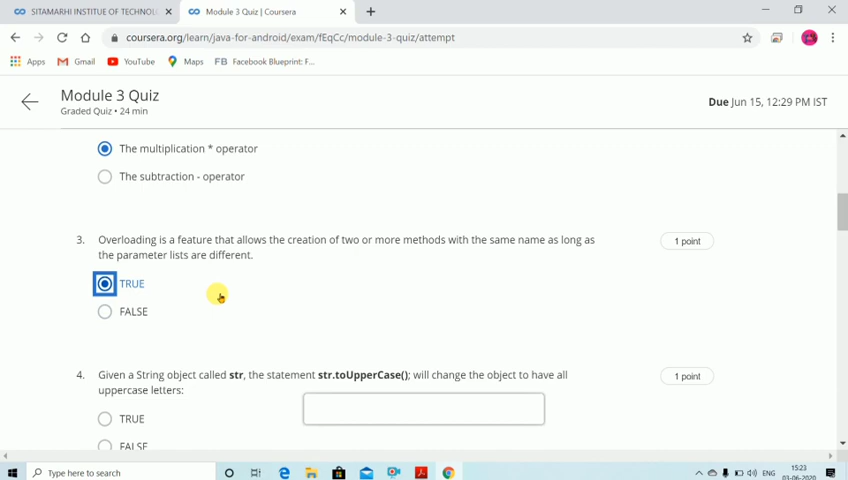 SITAMARHI INSTITUE OF TECHNOL
Module 3 Quiz | Coursera
coursera.org/learn/java-for-android/exam/fEqCc/module-3-quiz/attempt
Apps
Gmail
YouTube
Maps
FB Facebook Blueprint: F...
Module 3 Quiz
Graded Quiz • 24 min
Due Jun 15, 12:29 PM IST
The multiplication * operator
The subtraction - operator
3. Overloading is a feature that allows the creation of two or more methods with the same name as long as
the parameter lists are different.
1 point
TRUE
FALSE
4. Given a String object called str, the statement str.toUpperCase(); will change the object to have all
uppercase letters:
1 point
TRUE
FALSE
Type here to search
ENG
15:23
03-06-2020